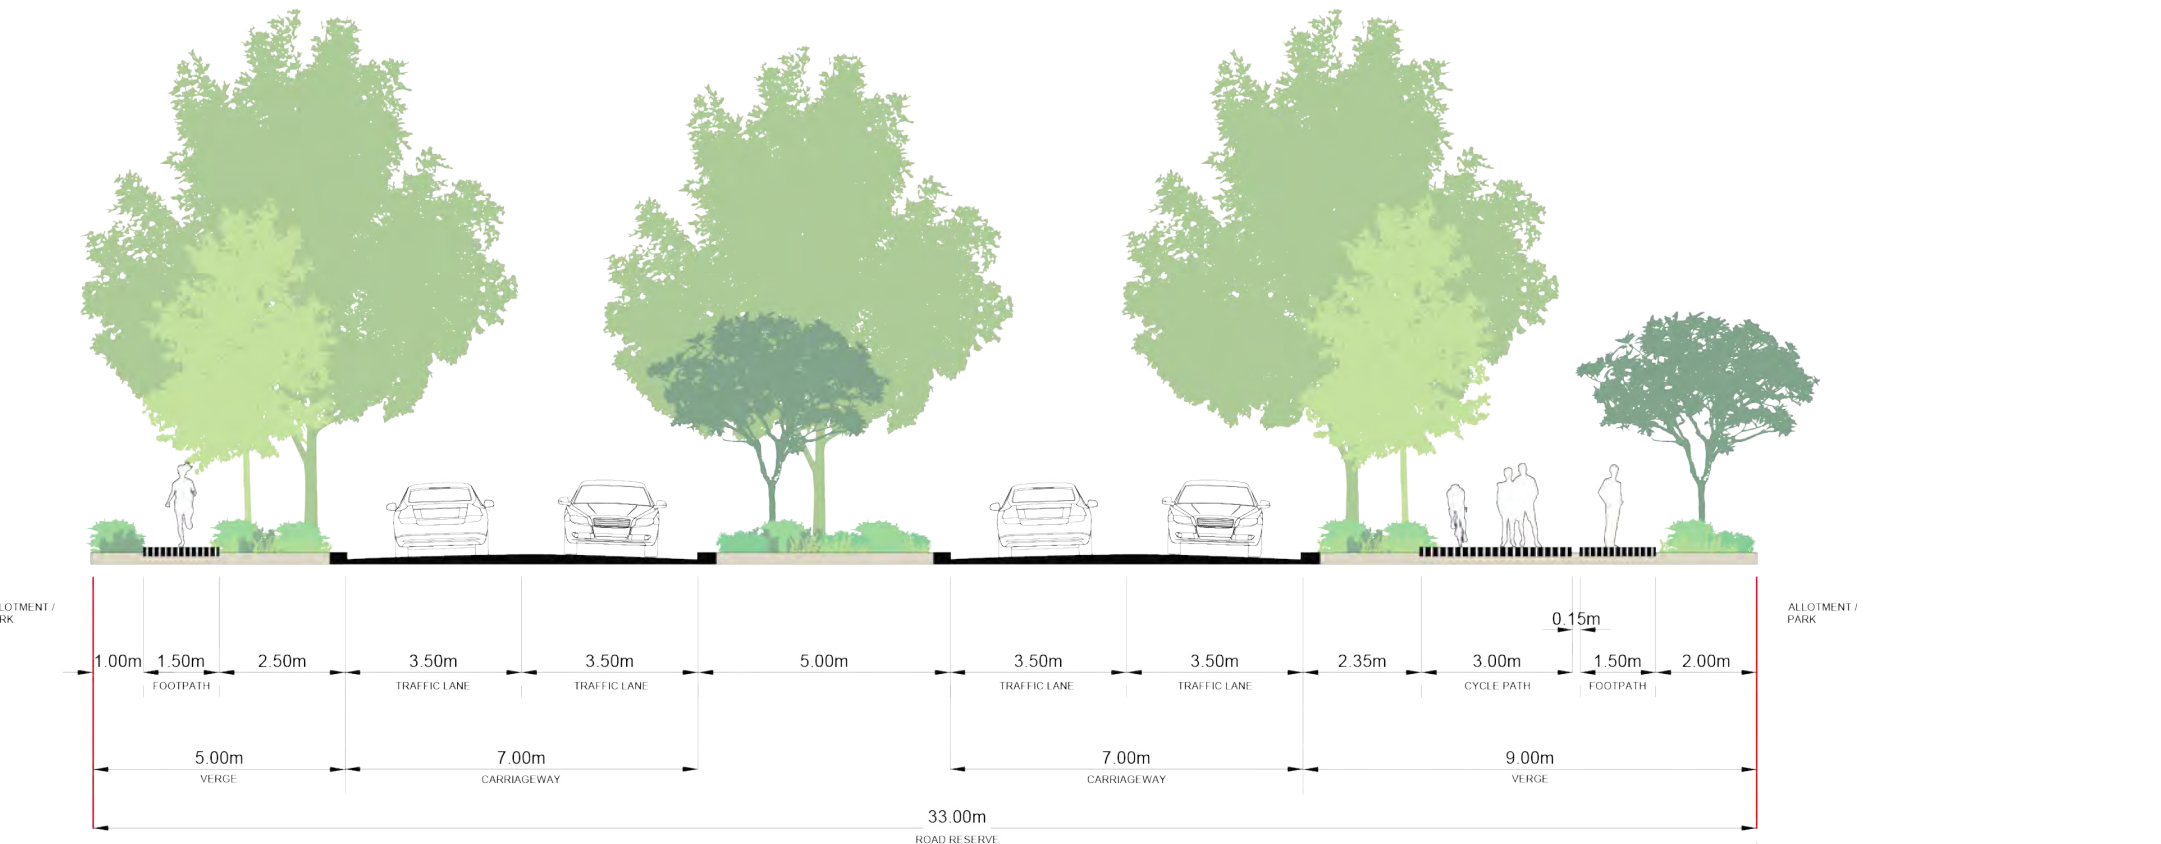 LOTMENT /
RK
ALLOTMENT /
PARK
0.15m
1.00m 1.50m 2.50m 3.50m 3.50m 5.00m 3.50m 3.50m 2.35m 3.00m 1.50m 2.00m
FOOTPATH TRAFFIC LANE TRAFFIC LANE TRAFFIC LANE TRAFFIC LANE CYCLE PATH FOOTPATH
5.00m 7.00m 7.00m 9.00m
VERGE CARRIAGEWAY CARRIAGEWAY VERGE
33.00m
ROAD RESERVE